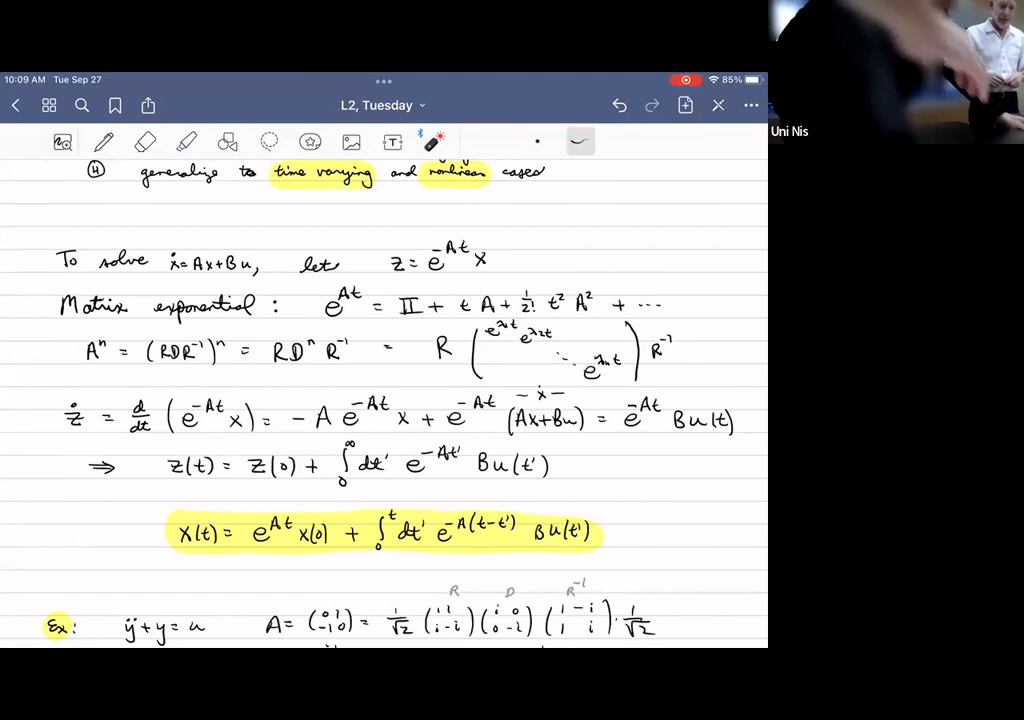 10:09 AM Tue Sep 27
85%
L2, Tuesday
Uni Nis
④ generalize to time varying and nonlinear cases
To solve ẋ=Ax+Bu, let z = e^{-At} x
Matrix exponential : e^{At} = II + t A + 1/2! t² A² + ...
Aⁿ = (RDR⁻¹)ⁿ = RDⁿ R⁻¹ = R (e^{λ₁t} e^{λ₂t} ⋱ e^{λₙt}) R⁻¹
ż = d/dt (e^{-At} x) = - A e^{-At} x + e^{-At} (Ax+Bu) = e^{-At} Bu(t)
- ẋ -
⇒ z(t) = z(0) + ∫₀^∞ dt' e^{-At'} Bu(t')
x(t) = e^{At} x(0) + ∫₀^t dt' e^{-A(t-t')} Bu(t')
R D R⁻¹
Ex: ÿ + y = u A = (0 1 -1 0) = 1/√2 (1 1 i -i) (i 0 0 -i) (1 -i 1 i) · 1/√2